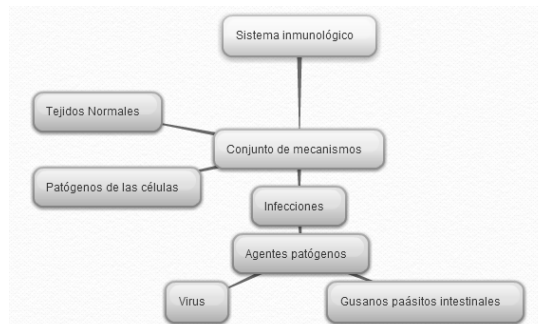 Sistema inmunológico
Tejidos Normales
Conjunto de mecanismos
Patógenos de las células
Infecciones
Agentes patógenos
Virus
Gusanos paásitos intestinales